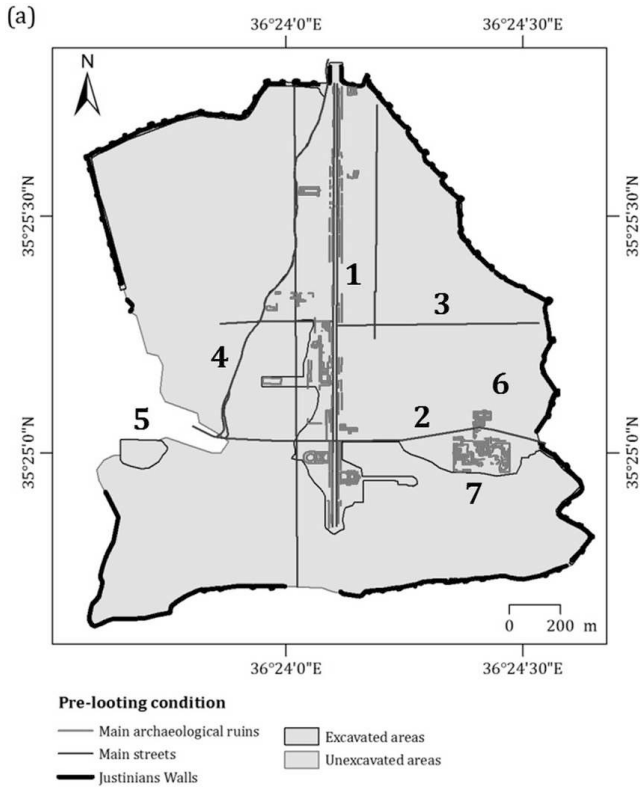 (a)
36°24'0"E
36°24'30"E
N
35°25'30"N
35°25'30"N
1
3
4
6
5
2
35°25'0"N
35°25'0"N
7
0
200
m
36°24'0"E
36°24'30"E
Pre-looting condition
Main archaeological ruins
Excavated areas
Main streets
Unexcavated areas
Justinians Walls